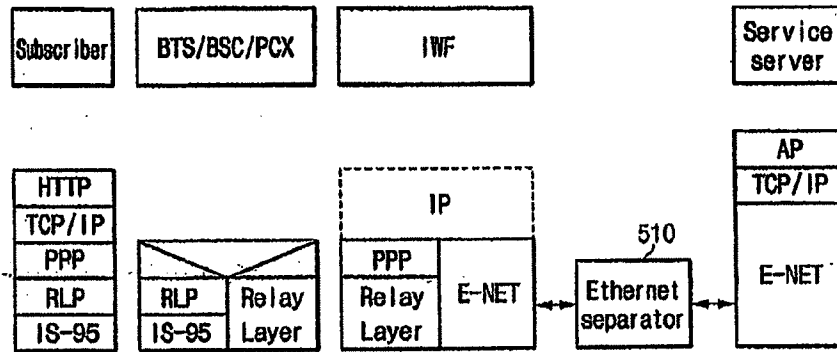 Subscriber
BTS/BSC/PCX
IWF
Service
server
HTTP
TCP/IP
PPP
RLP
IS-95
RLP
IS-95
Relay
Layer
IP
PPP
Relay
Layer
E-NET
510
Ethernet
separator
AP
TCP/IP
E-NET